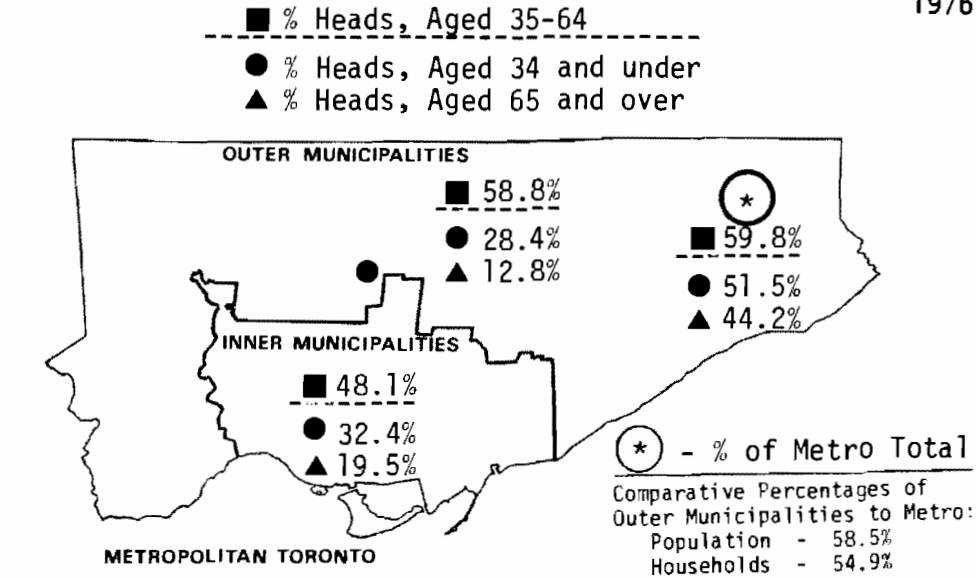 1976
■ % Heads, Aged 35-64
● % Heads, Aged 34 and under
▲ % Heads, Aged 65 and over
OUTER MUNICIPALITIES
■ 58.8%
● 28.4%
▲ 12.8%
*
■ 59.8%
● 51.5%
▲ 44.2%
INNER MUNICIPALITIES
■ 48.1%
● 32.4%
▲ 19.5%
* - % of Metro Total
Comparative Percentages of
Outer Municipalities to Metro:
Population - 58.5%
Households - 54.9%
METROPOLITAN TORONTO